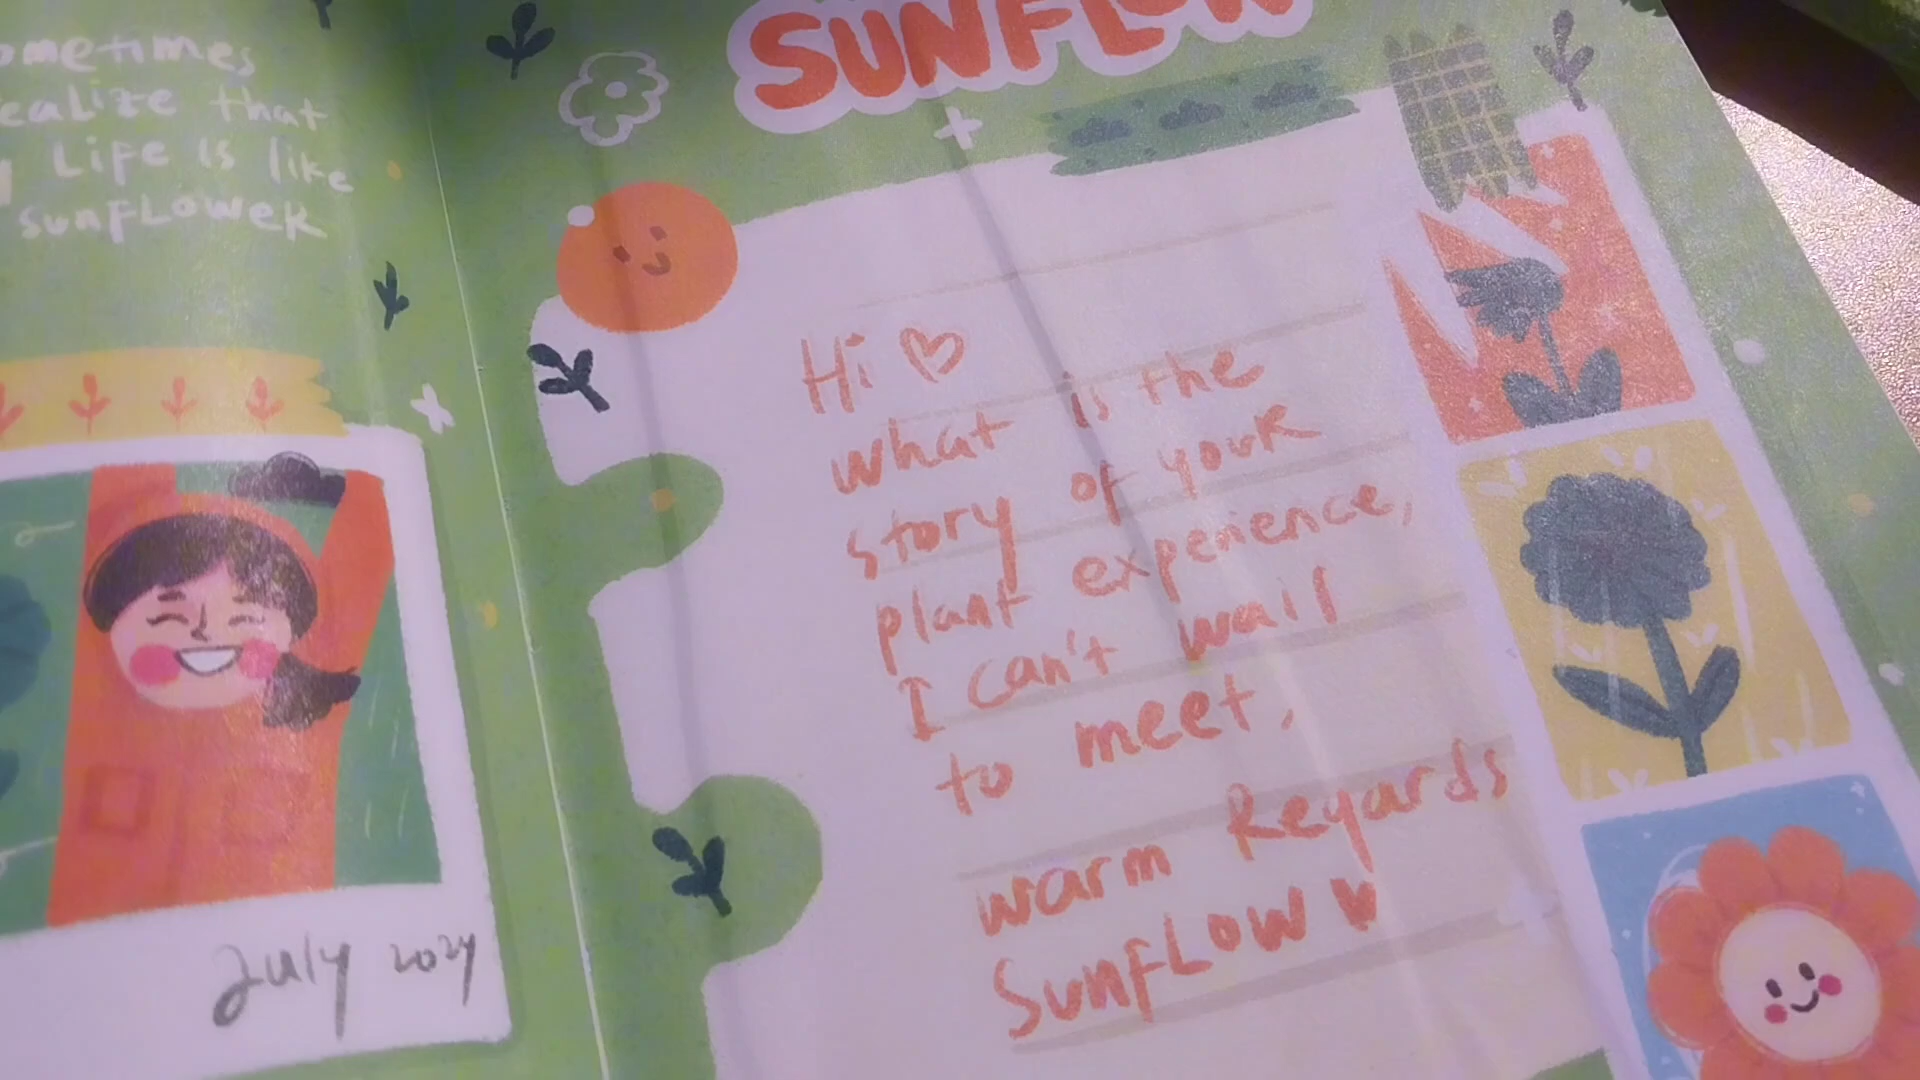 ometimes
ealize that
Life is like
sunFLOWER
July 2024
SUNFLOW
Hi
what is the
story of your
plant experience,
I can't wait
to meet,
warm Regards
SunFLOW